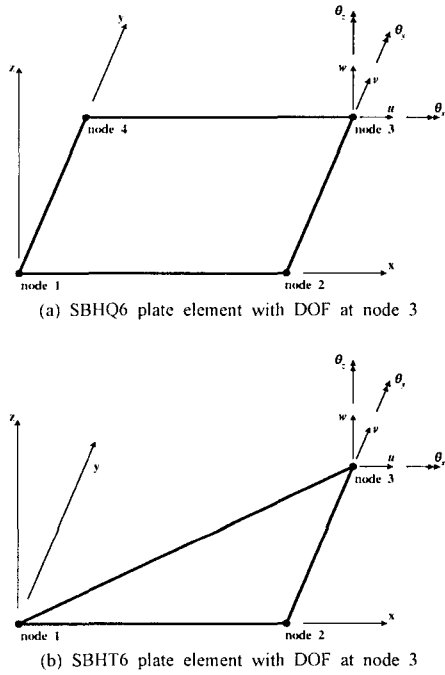 θz
y
θy
z
w
v
u
θx
node 4
node 3
x
node 1
node 2
(a) SBHQ6 plate element with DOF at node 3
θz
θy
z
w
v
y
u
θx
node 3
x
node 1
node 2
(b) SBHT6 plate element with DOF at node 3